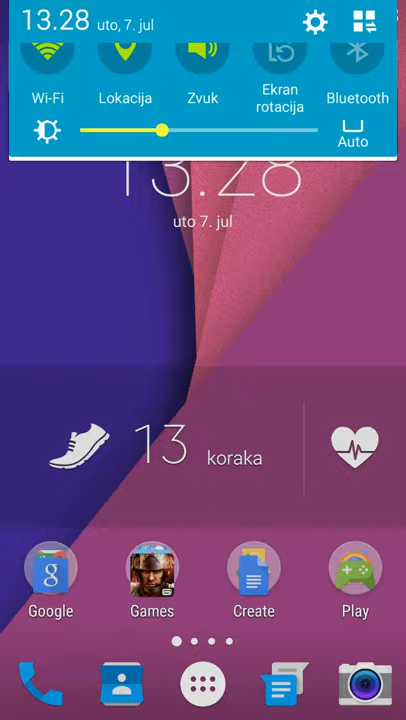 13.28 uto, 7. jul
Wi-Fi
Lokacija
Zvuk
Ekran
rotacija
Bluetooth
Auto
13.28
uto 7. jul
13 koraka
Google
Games
Create
Play